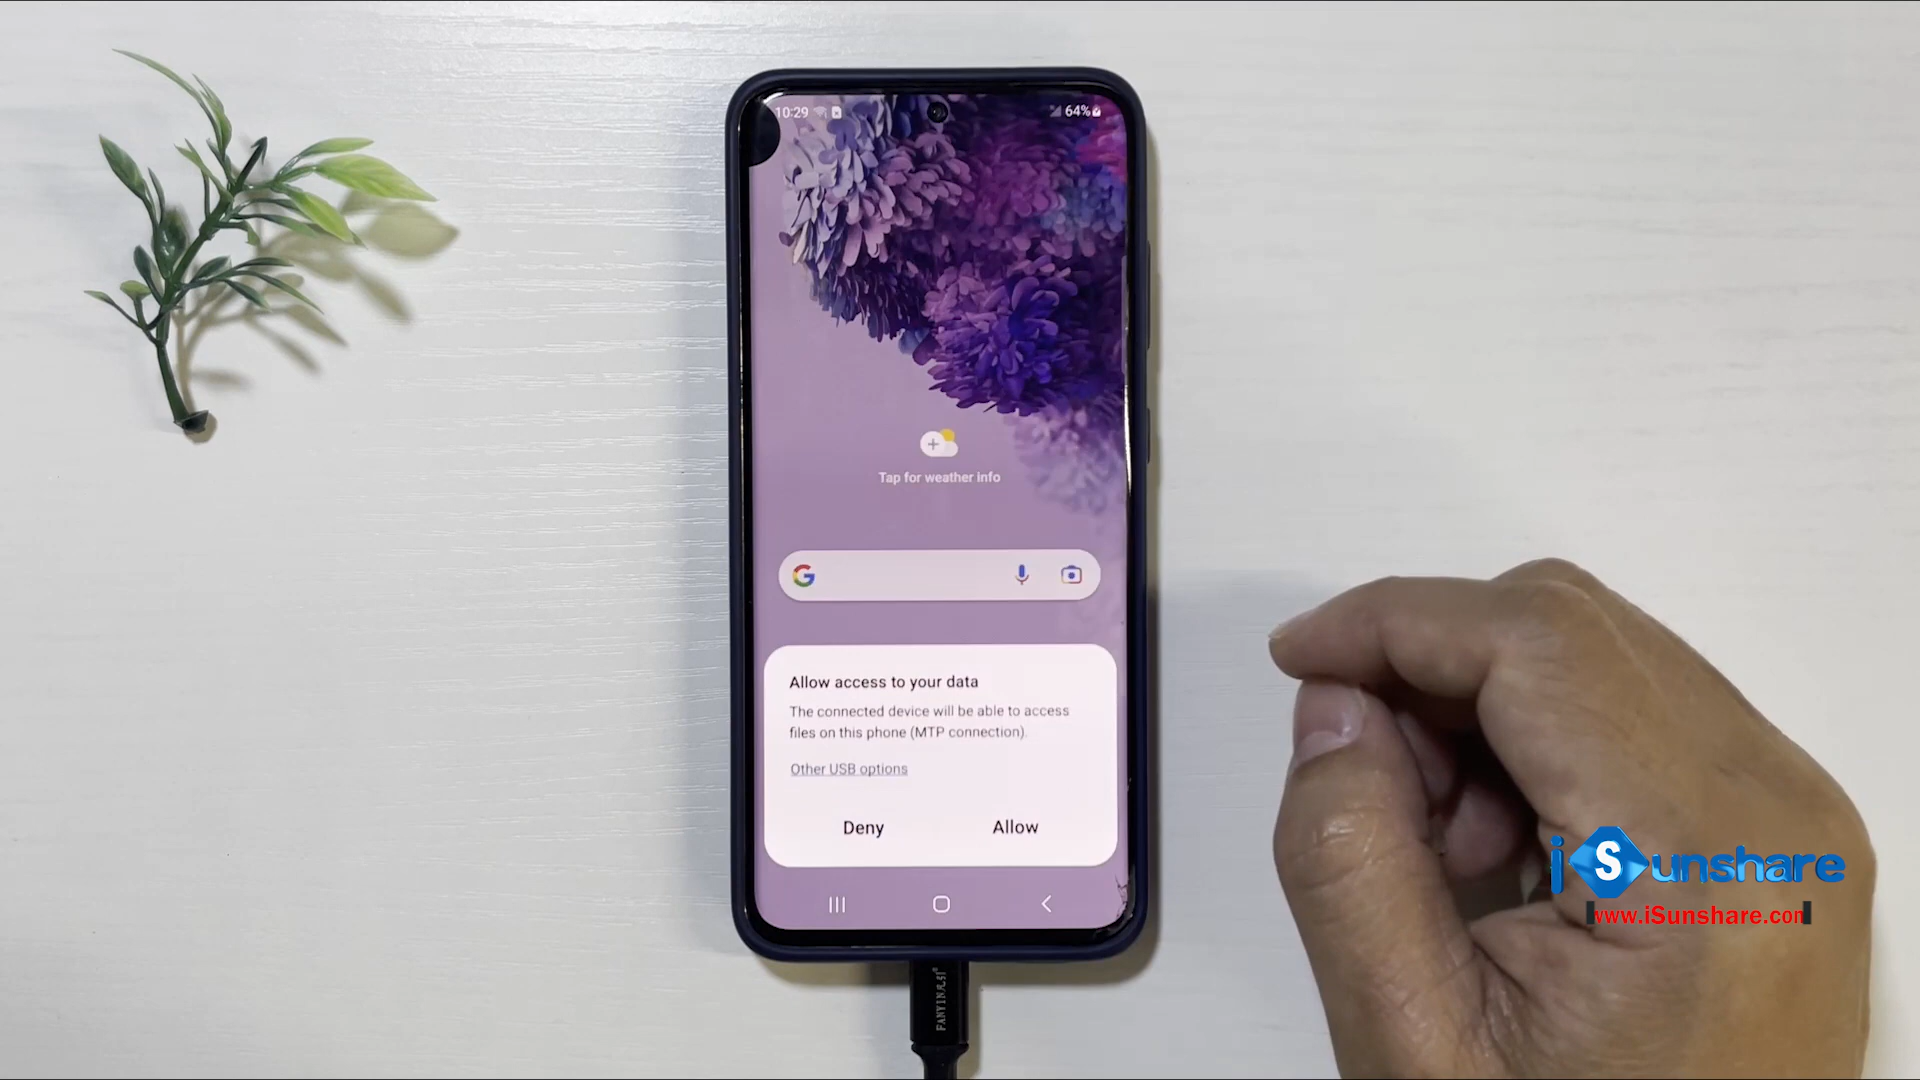 10:29
64%
Tap for weather info
Allow access to your data
The connected device will be able to access
files on this phone (MTP connection).
Other USB options
Deny
Allow
iSunshare
www.iSunshare.com